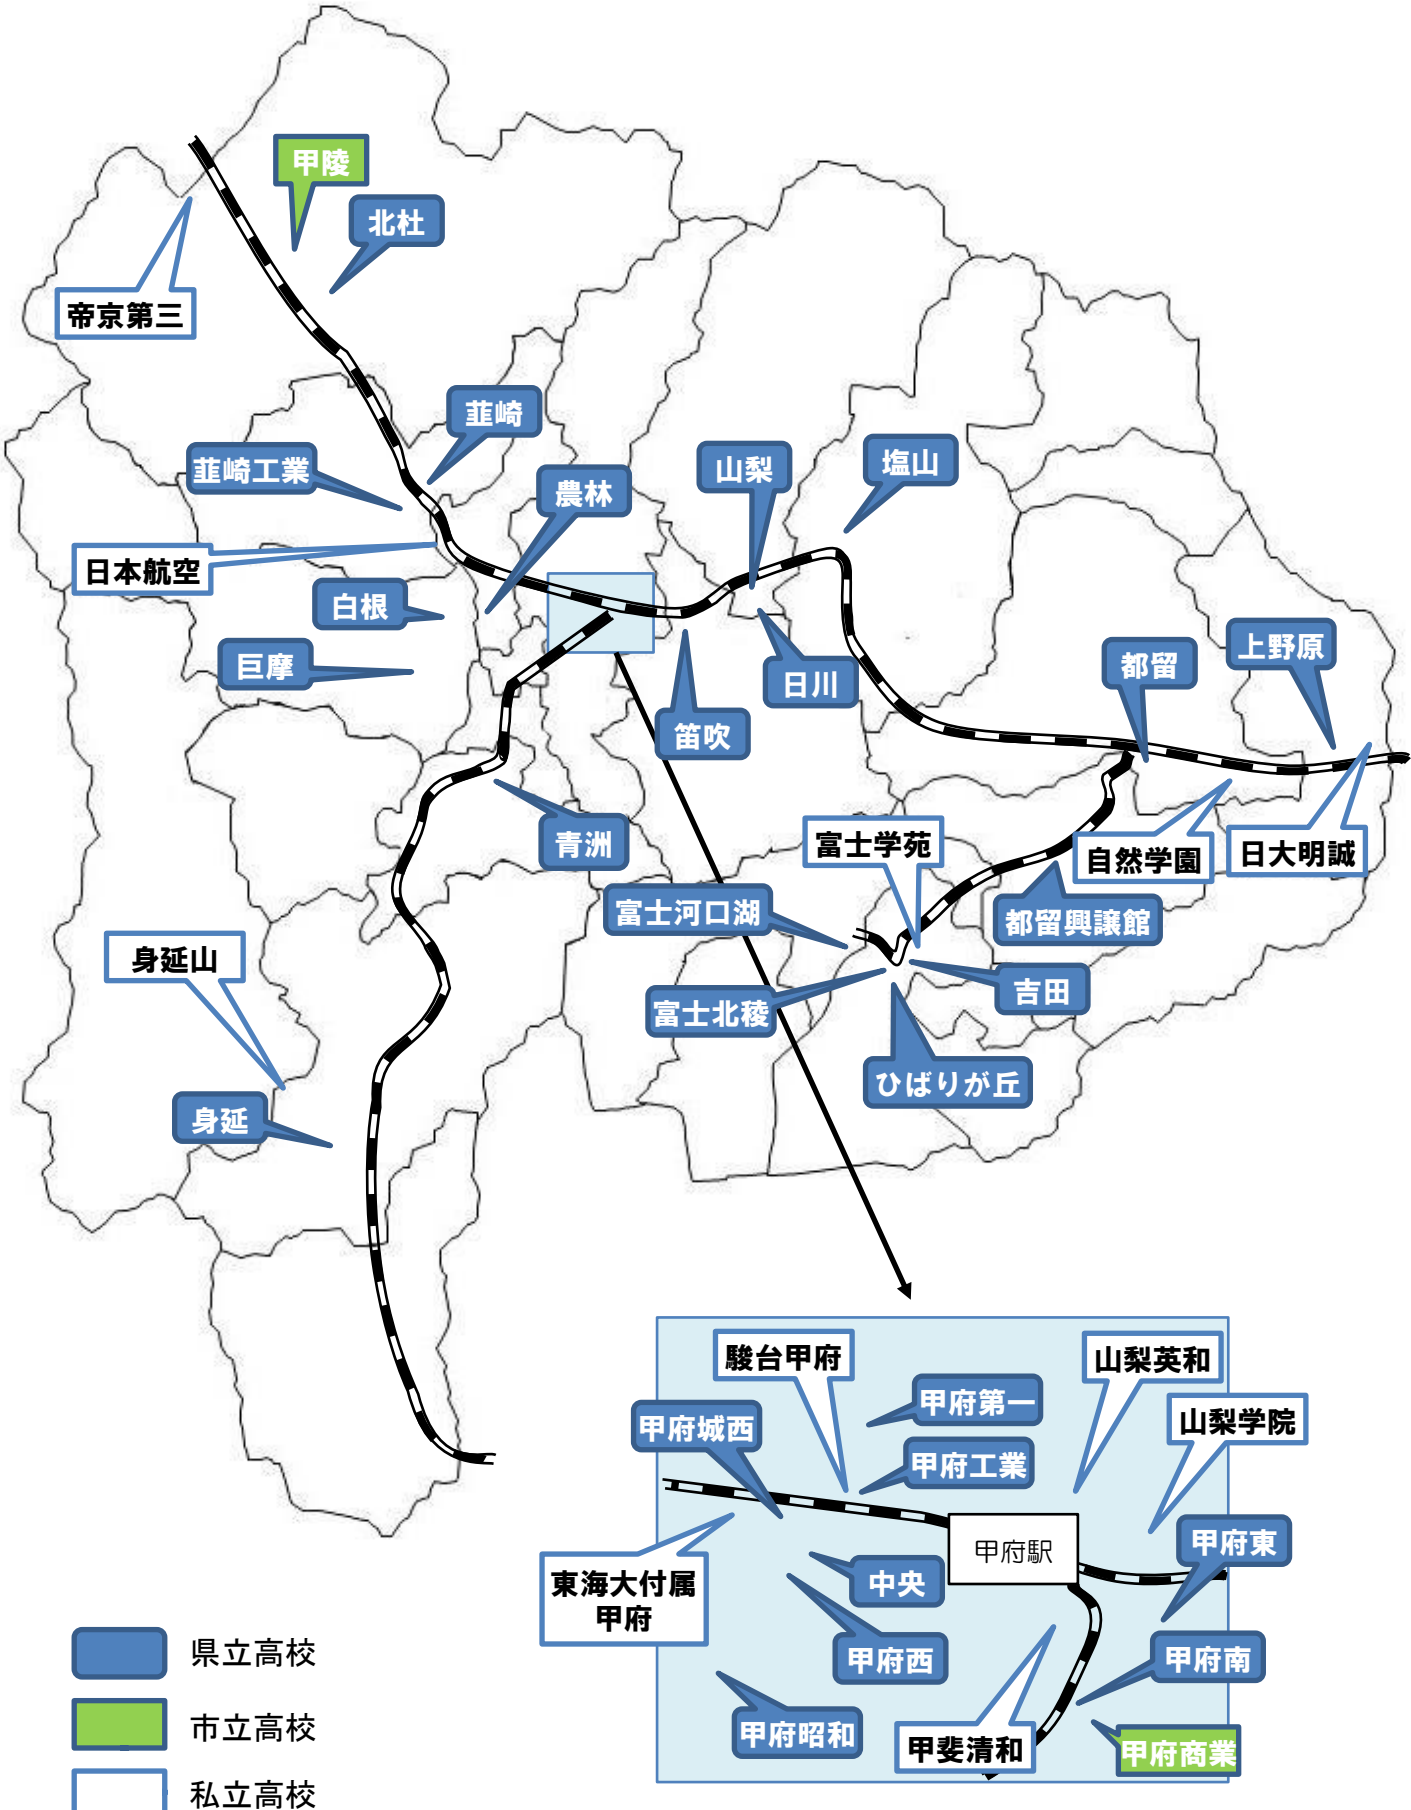 甲陵
北杜
帝京第三
韮崎
韮崎工業
農林
山梨
塩山
日本航空
白根
巨摩
日川
笛吹
都留
上野原
青洲
富士学苑
自然学園
日大明誠
富士河口湖
都留興譲館
身延山
吉田
富士北稜
ひばりが丘
身延
駿台甲府
山梨英和
甲府第一
甲府城西
山梨学院
甲府工業
甲府駅
甲府東
東海大付属
甲府
中央
甲府西
甲府南
甲府昭和
甲斐清和
甲府商業
県立高校
市立高校
私立高校